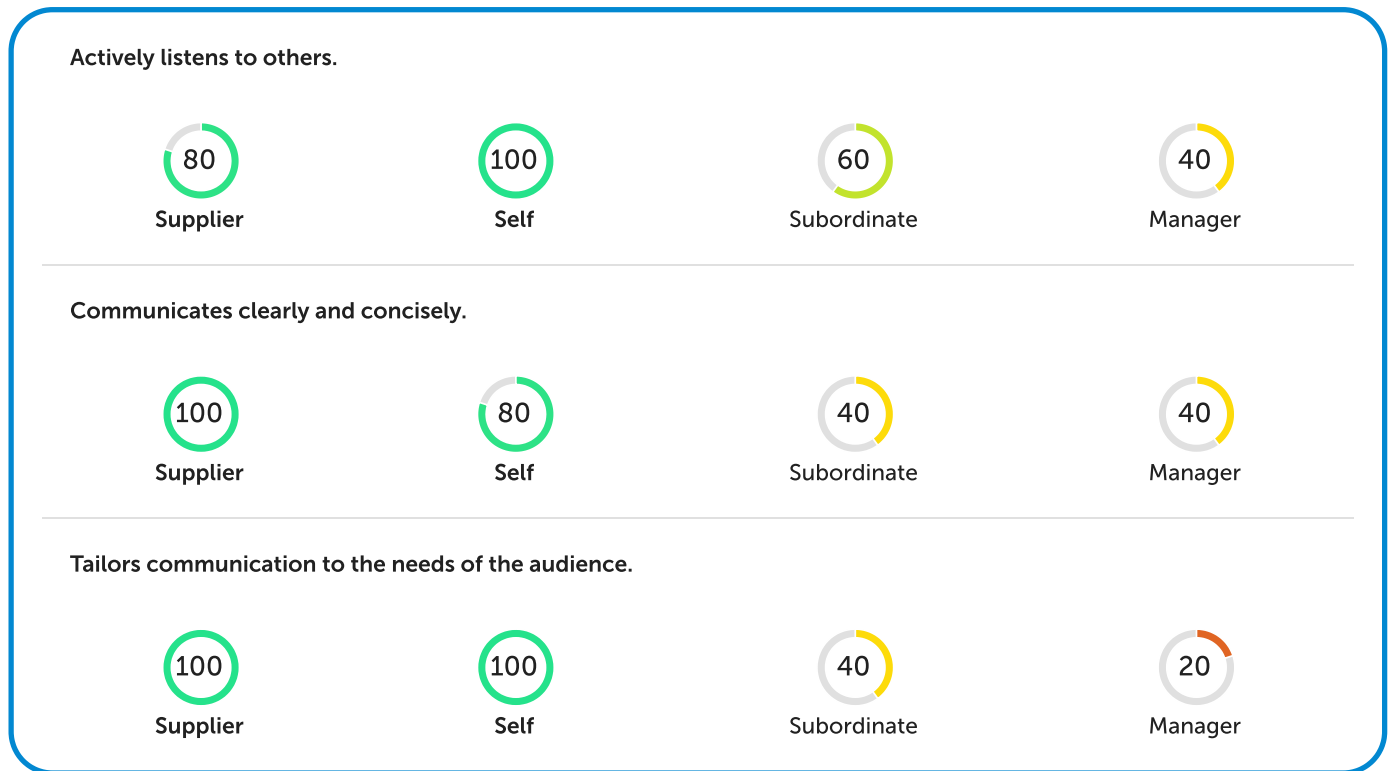 Actively listens to others.
80 100 60 40
Supplier Self Subordinate Manager
Communicates clearly and concisely.
100 80 40 40
Supplier Self Subordinate Manager
Tailors communication to the needs of the audience.
100 100 40 20
Supplier Self Subordinate Manager